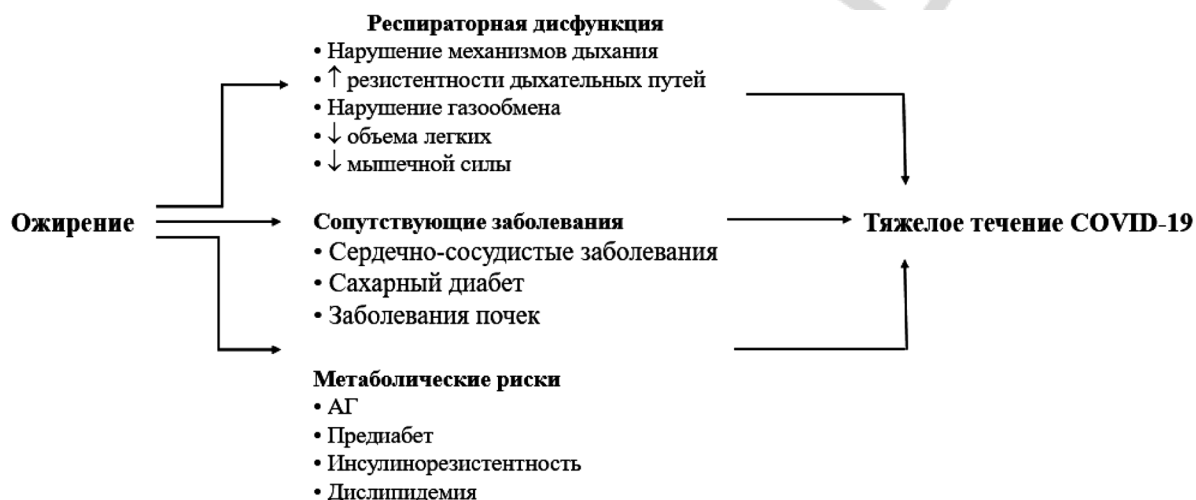 Респираторная дисфункция
• Нарушение механизмов дыхания
• ↑ резистентности дыхательных путей
• Нарушение газообмена
• ↓ объема легких
• ↓ мышечной силы
Ожирение
Сопутствующие заболевания
• Сердечно-сосудистые заболевания
• Сахарный диабет
• Заболевания почек
Тяжелое течение COVID-19
Метаболические риски
• АГ
• Предиабет
• Инсулинорезистентность
• Дислипидемия